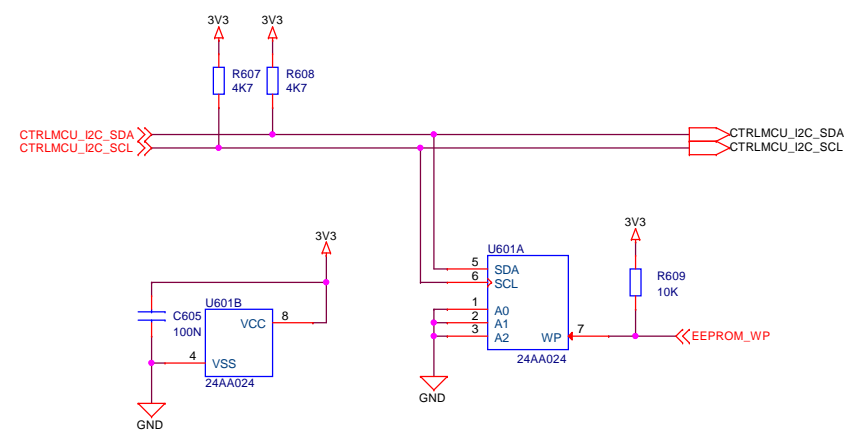 3V3 3V3
R607 R608
4K7 4K7
CTRLMCU_I2C_SDA CTRLMCU_I2C_SDA
CTRLMCU_I2C_SCL CTRLMCU_I2C_SCL
3V3
3V3
U601A
5 SDA
6 SCL
R609
10K
1 A0
2 A1
3 A2
WP 7
EEPROM_WP
24AA024
GND
U601B
C605
100N
VCC 8
4 VSS
24AA024
GND